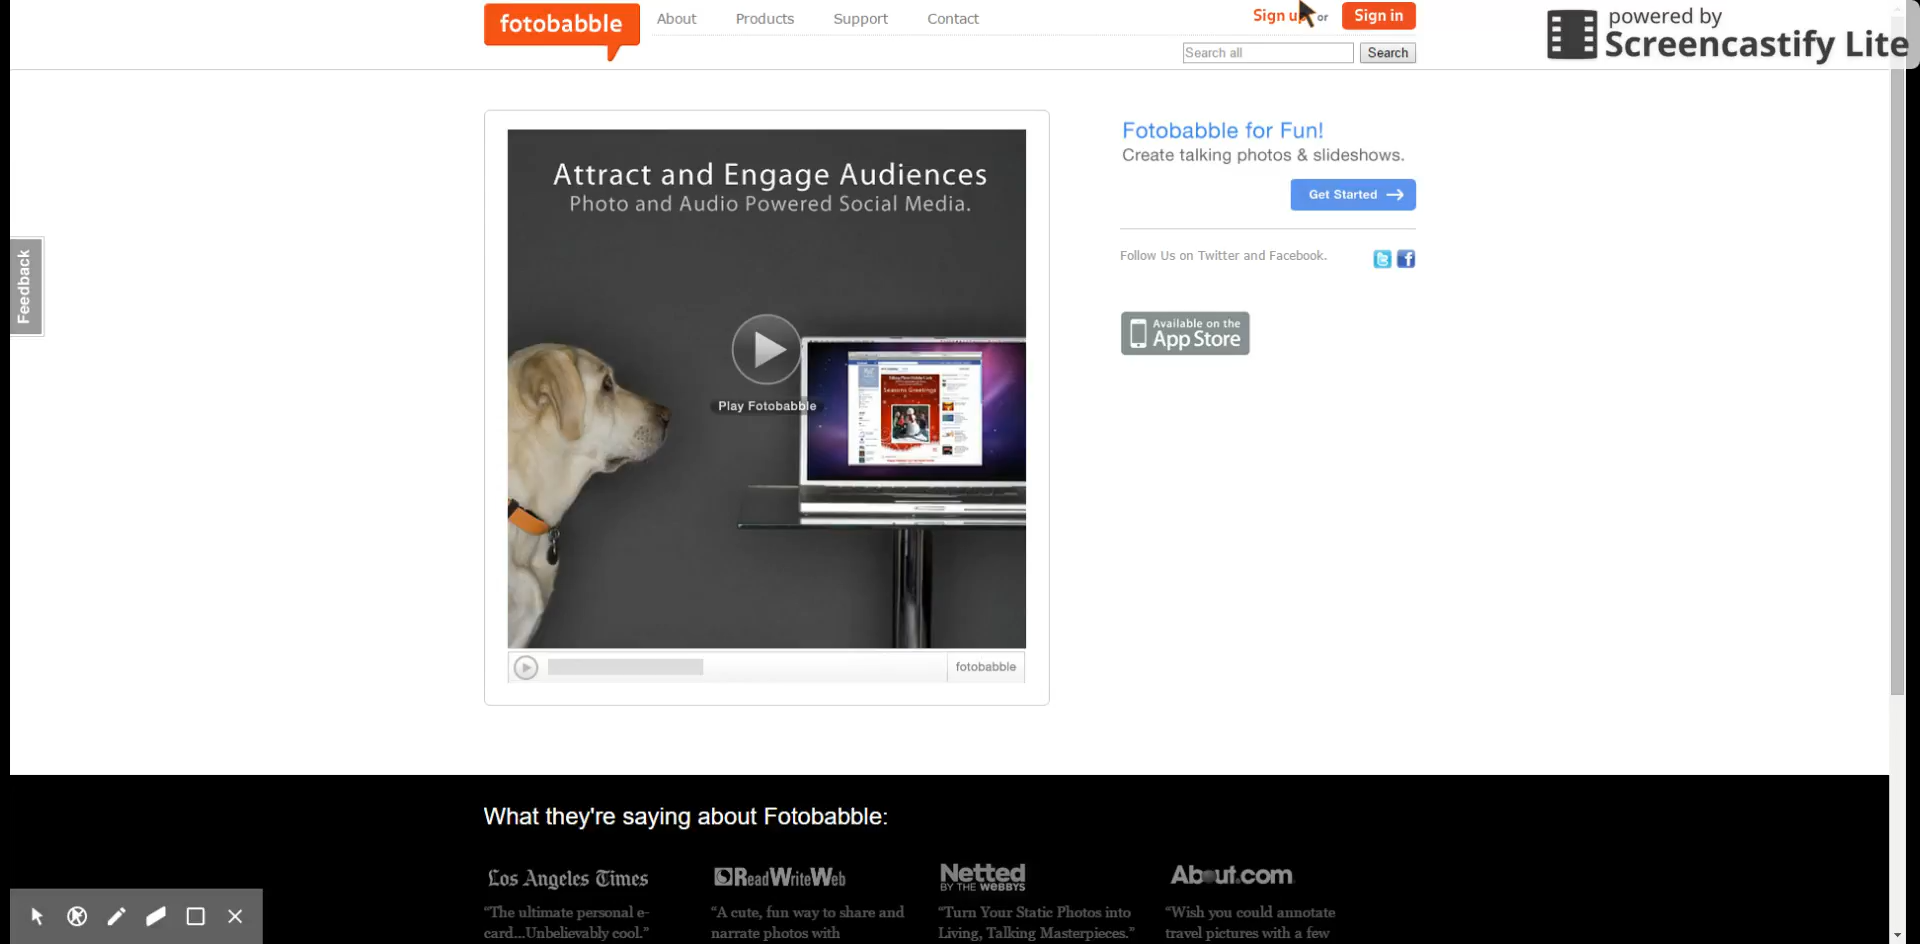 fotobabble
About Products Support Contact
or Sign in
Search all Search
powered by
Screencastify Lite
Feedback
Attract and Engage Audiences
Photo and Audio Powered Social Media.
Play Fotobabble
Seasons Greetings
fotobabble
Fotobabble for Fun!
Create talking photos & slideshows.
Get Started
Follow Us on Twitter and Facebook.
Available on the
App Store
What they're saying about Fotobabble:
Los Angeles Times
“The ultimate personal e-
card...Unbelievably cool.”
ReadWriteWeb
“A cute, fun way to share and
narrate photos with
Netted
BY THE WEBBYS
“Turn Your Static Photos into
Living, Talking Masterpieces.”
About.com
“Wish you could annotate
travel pictures with a few